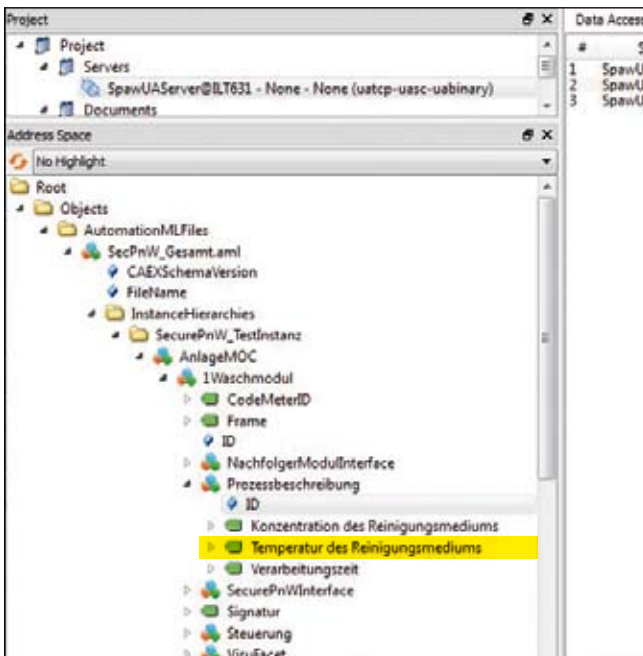 Project
Project
Servers
SpawUAServer@ILT631 - None - None (uatcp-uasc-uabinary)
Documents
Address Space
No Highlight
Root
Objects
AutomationMLFiles
SecPnW_Gesamt.aml
CAEXSchemaVersion
FileName
InstanceHierarchies
SecurePnW_TestInstanz
AnlageMOC
1Waschmodul
CodeMeterID
Frame
ID
NachfolgerModulInterface
Prozessbeschreibung
ID
Konzentration des Reinigungsmediums
Temperatur des Reinigungsmediums
Verarbeitungszeit
SecurePnWInterface
Signatur
Steuerung
VisuFacet
Data Access
# S
1 SpawU
2 SpawU
3 SpawU